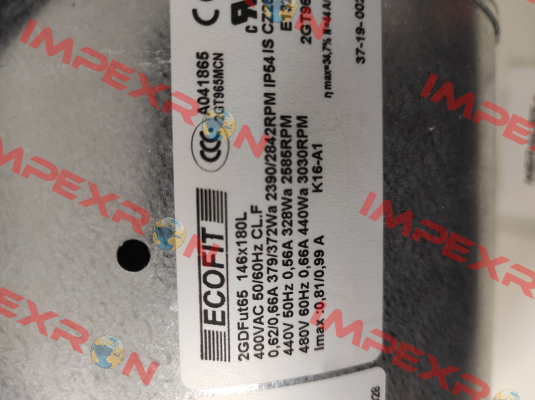 ECOFIT
CCC
A041865
2GT965MCN
2GDFut65 146x180L
400VAC 50/60Hz CL.F
0,62/0,66A 379/372Wa 2390/2842RPM IP54 IS
440V 50Hz 0,56A 328Wa 2585RPM
480V 60Hz 0,66A 440Wa 3030RPM
Imax :0,81/0,99 A
K16-A1
37-19-
IMPEXRON
IMPEXRON
IMPEXRON
IMPEXRON